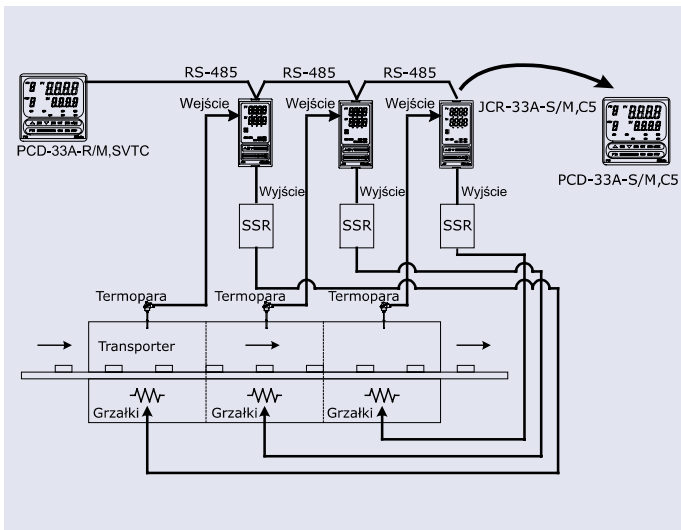 RS-485 RS-485 RS-485
Wejście Wejście Wejście JCR-33A-S/M,C5
PCD-33A-R/M,SVTC
PCD-33A-S/M,C5
Wyjście Wyjście Wyjście
SSR SSR SSR
Termopara Termopara Termopara
Transporter
Grzałki Grzałki Grzałki